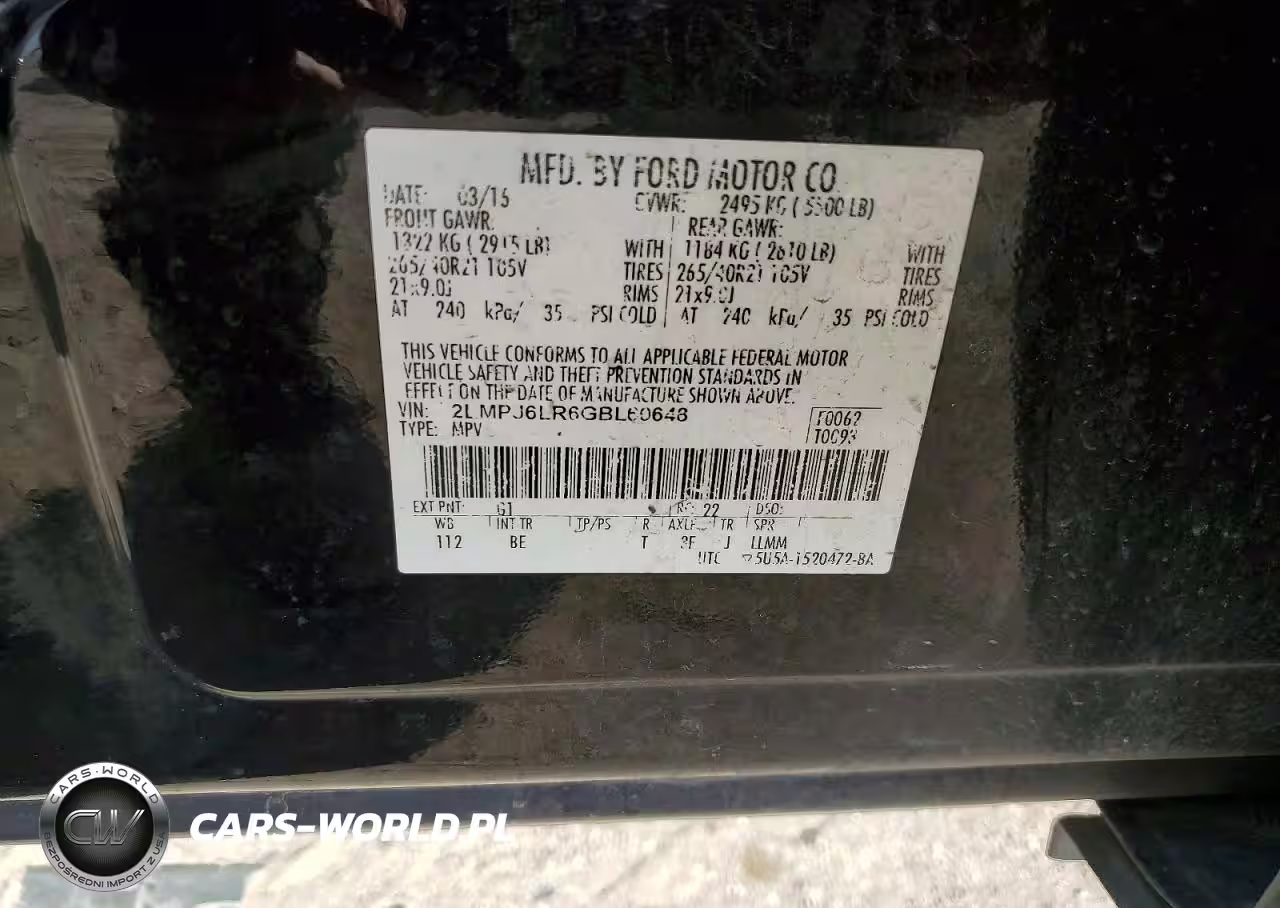 MFD. BY FORD MOTOR CO.
DATE: 03/16 GVWR: 2495 KG ( 5500 LB)
FRONT GAWR: REAR GAWR:
1322 KG ( 2915 LB) WITH 1184 KG ( 2610 LB) WITH
265/40R21 105V TIRES 265/40R21 105V TIRES
21x9.0J RIMS 21x9.0J RIMS
AT 240 kPa/ 35 PSI COLD AT 240 kPa/ 35 PSI COLD
THIS VEHICLE CONFORMS TO ALL APPLICABLE FEDERAL MOTOR
VEHICLE SAFETY AND THEFT PREVENTION STANDARDS IN
EFFECT ON THE DATE OF MANUFACTURE SHOWN ABOVE.
VIN: F0062
TYPE: MPV T0093
EXT PNT: G1 RC: 22 DSO:
WB INT TR TP/PS R AXLE TR SPR
112 BE T 3F J LLMM
UTC 5U5A-1520472-BA
CARS-WORLD
CW
BEZPOŚREDNI IMPORT Z USA
CARS-WORLD.PL